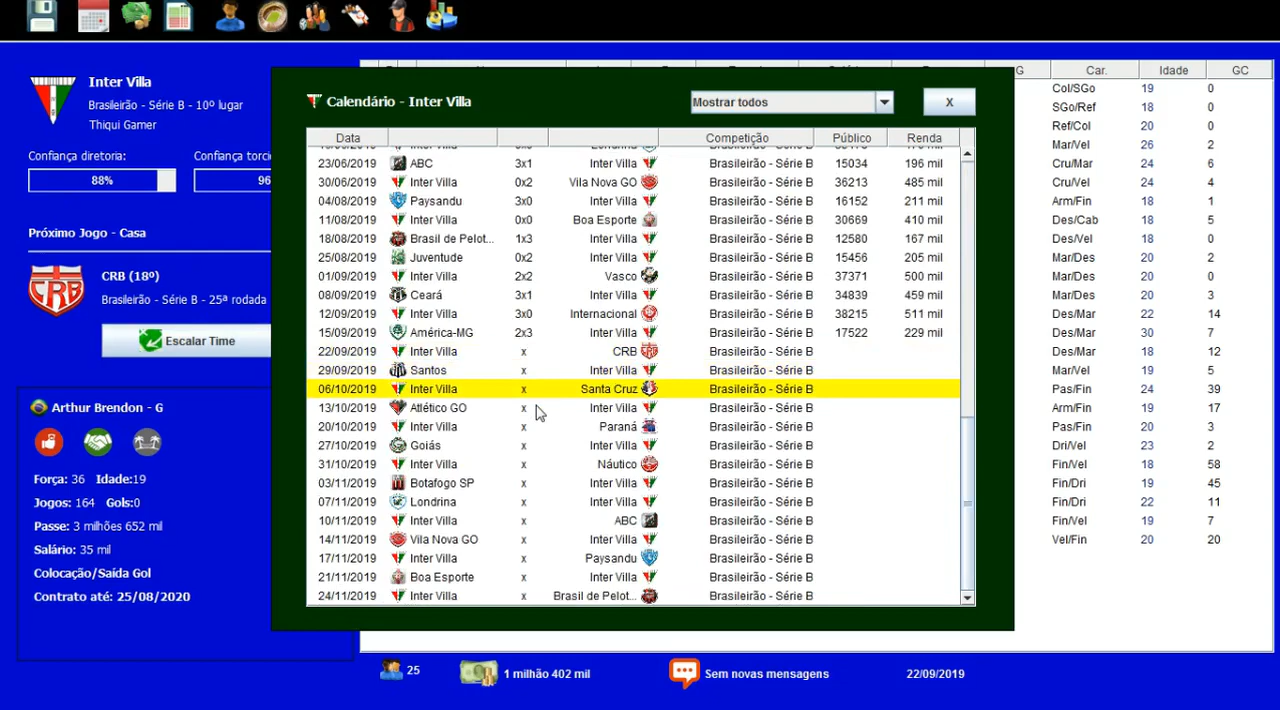 Inter Villa
Brasileirão - Série B - 10º lugar
Thiqui Gamer
Confiança diretoria: Confiança torci
88% 96
Próximo Jogo - Casa
CRB (18º)
Brasileirão - Série B - 25ª rodada
Escalar Time
Arthur Brendon - G
Força: 36 Idade:19
Jogos: 164 Gols:0
Passe: 3 milhões 652 mil
Salário: 35 mil
Colocação/Saída Gol
Contrato até: 25/08/2020
Calendário - Inter Villa Mostrar todos X
Data Competição Público Renda
Inter Villa Brasileirão - Série B
23/06/2019 ABC 3x1 Inter Villa Brasileirão - Série B 15034 196 mil
30/06/2019 Inter Villa 0x2 Vila Nova GO Brasileirão - Série B 36213 485 mil
04/08/2019 Paysandu 3x0 Inter Villa Brasileirão - Série B 16152 211 mil
11/08/2019 Inter Villa 0x0 Boa Esporte Brasileirão - Série B 30669 410 mil
18/08/2019 Brasil de Pelot... 1x3 Inter Villa Brasileirão - Série B 12580 167 mil
25/08/2019 Juventude 0x2 Inter Villa Brasileirão - Série B 15456 205 mil
01/09/2019 Inter Villa 2x2 Vasco Brasileirão - Série B 37371 500 mil
08/09/2019 Ceará 3x1 Inter Villa Brasileirão - Série B 34839 459 mil
12/09/2019 Inter Villa 3x0 Internacional Brasileirão - Série B 38215 511 mil
15/09/2019 América-MG 2x3 Inter Villa Brasileirão - Série B 17522 229 mil
22/09/2019 Inter Villa x CRB Brasileirão - Série B
29/09/2019 Santos x Inter Villa Brasileirão - Série B
06/10/2019 Inter Villa x Santa Cruz Brasileirão - Série B
13/10/2019 Atlético GO x Inter Villa Brasileirão - Série B
20/10/2019 Inter Villa x Paraná Brasileirão - Série B
27/10/2019 Goiás x Inter Villa Brasileirão - Série B
31/10/2019 Inter Villa x Náutico Brasileirão - Série B
03/11/2019 Botafogo SP x Inter Villa Brasileirão - Série B
07/11/2019 Londrina x Inter Villa Brasileirão - Série B
10/11/2019 Inter Villa x ABC Brasileirão - Série B
14/11/2019 Vila Nova GO x Inter Villa Brasileirão - Série B
17/11/2019 Inter Villa x Paysandu Brasileirão - Série B
21/11/2019 Boa Esporte x Inter Villa Brasileirão - Série B
24/11/2019 Inter Villa x Brasil de Pelot... Brasileirão - Série B
G Car. Idade GC
Col/SGo 19 0
SGo/Ref 18 0
Ref/Col 20 0
Mar/Vel 26 2
Cru/Mar 24 6
Cru/Vel 24 4
Arm/Fin 18 1
Des/Cab 18 5
Des/Vel 18 0
Mar/Des 20 2
Mar/Des 20 0
Mar/Des 20 3
Des/Mar 22 14
Des/Mar 30 7
Des/Mar 18 12
Mar/Vel 19 5
Pas/Fin 24 39
Arm/Fin 19 17
Pas/Fin 20 3
Dri/Vel 23 2
Fin/Vel 18 58
Fin/Dri 19 45
Fin/Dri 22 11
Fin/Vel 19 7
Vel/Fin 20 20
25 1 milhão 402 mil Sem novas mensagens 22/09/2019